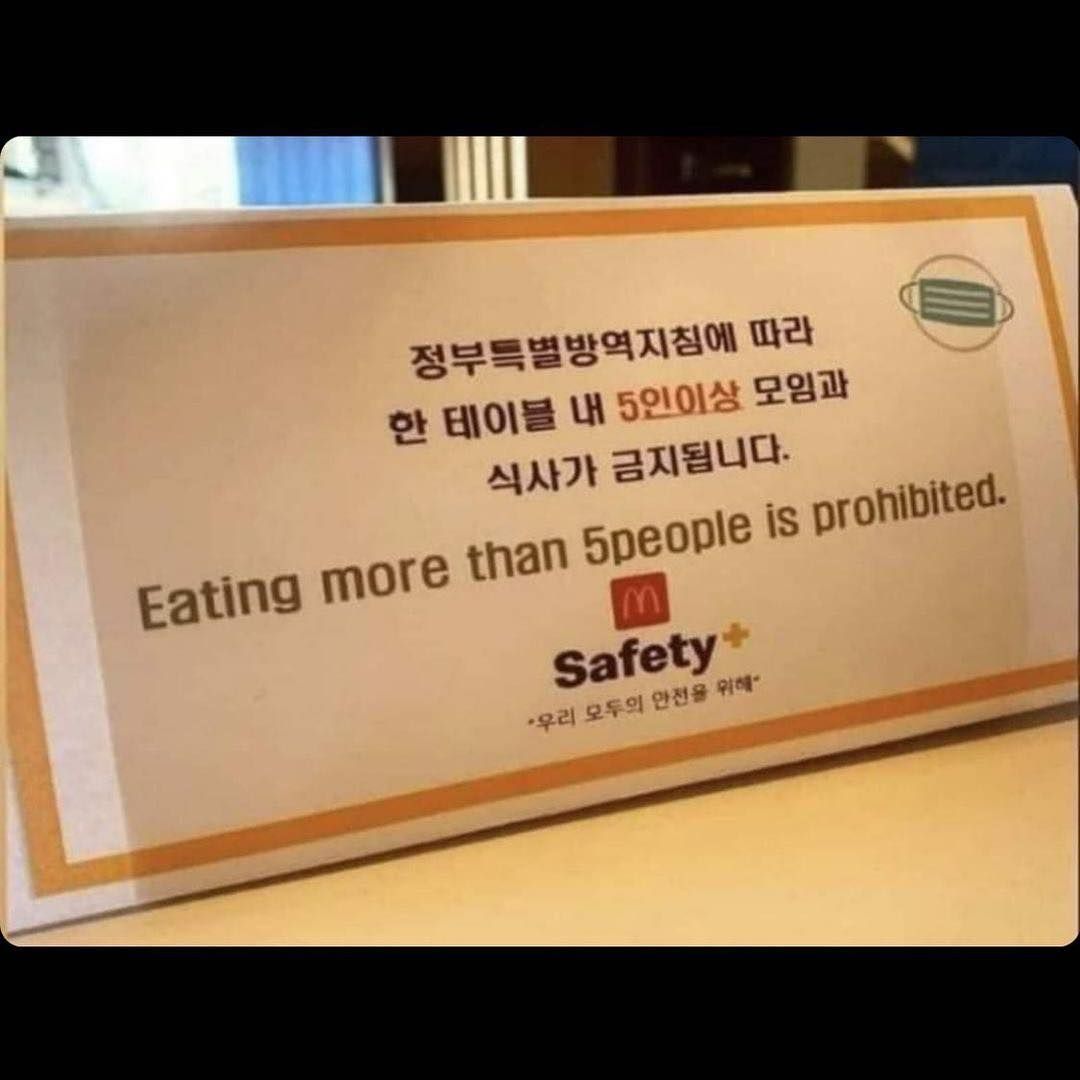 정부특별방역지침에 따라
한 테이블 내 5인이상 모임과
식사가 금지됩니다.
Eating more than 5people is prohibited.
Safety+
"우리 모두의 안전을 위해"